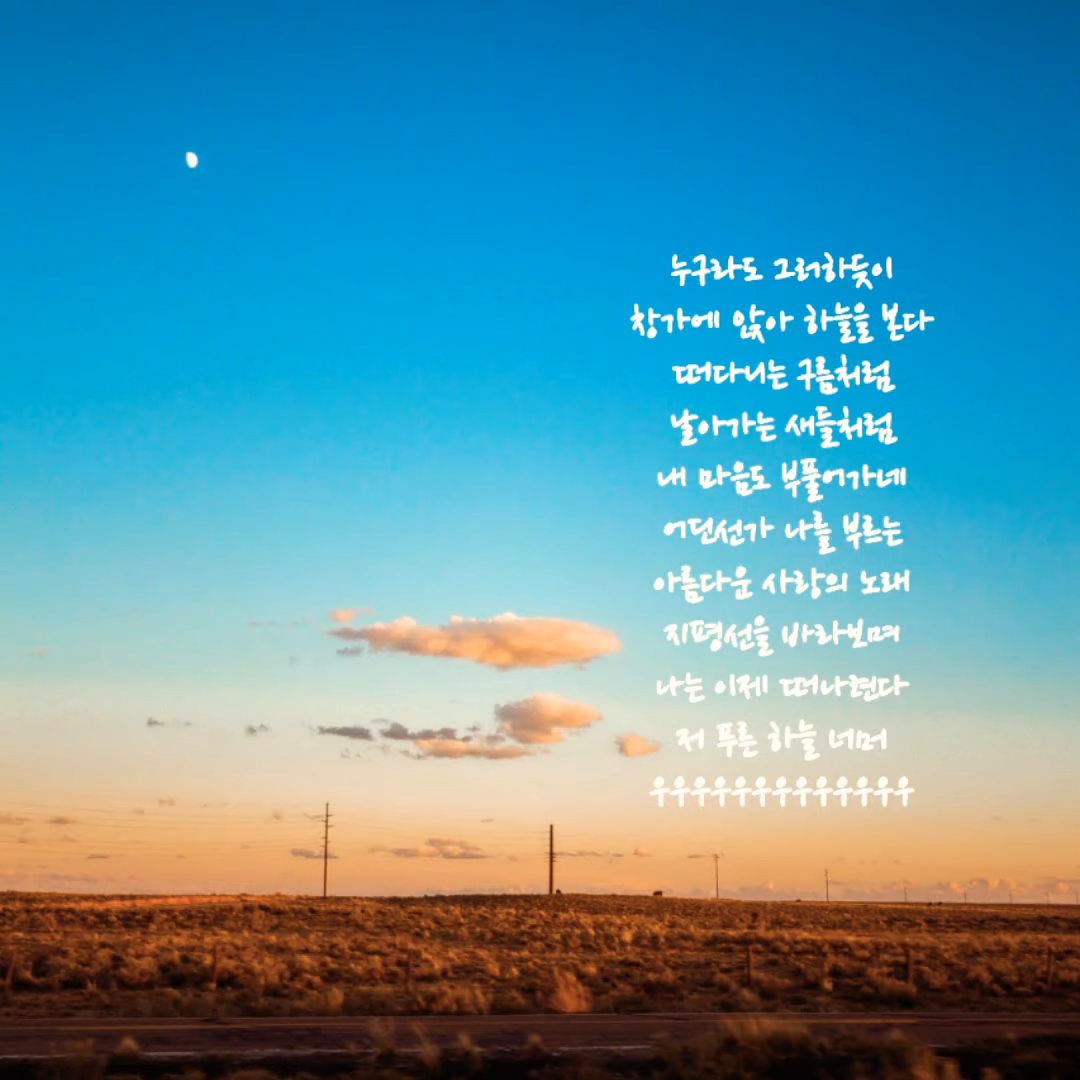 누구라도 그러하듯이
창가에 앉아 하늘을 본다
떠다니는 구름처럼
날아가는 새들처럼
내 마음도 부풀어가네
어딘선가 나를 부르는
아름다운 사랑의 노래
지평선을 바라보며
나는 이제 떠나련다
저 푸른 하늘 너머
우우우우우우우우우우우우우